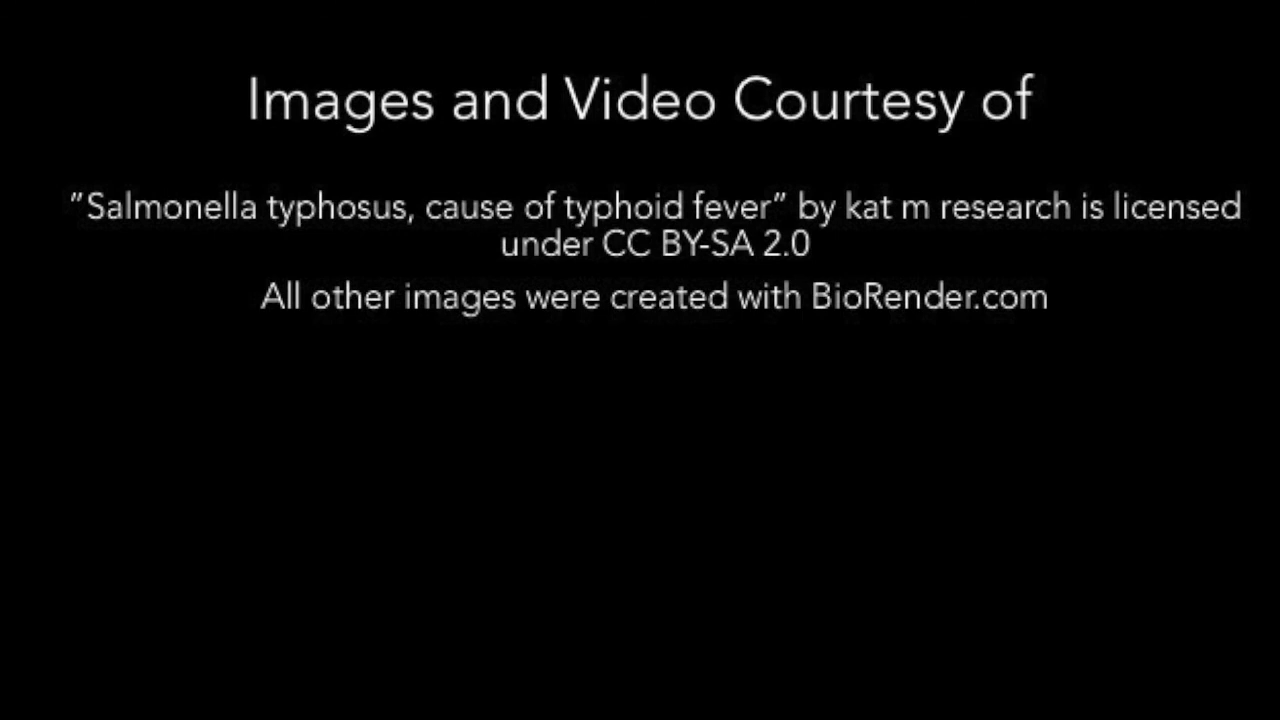 Images and Video Courtesy of
”Salmonella typhosus, cause of typhoid fever” by kat m research is licensed
under CC BY-SA 2.0
All other images were created with BioRender.com